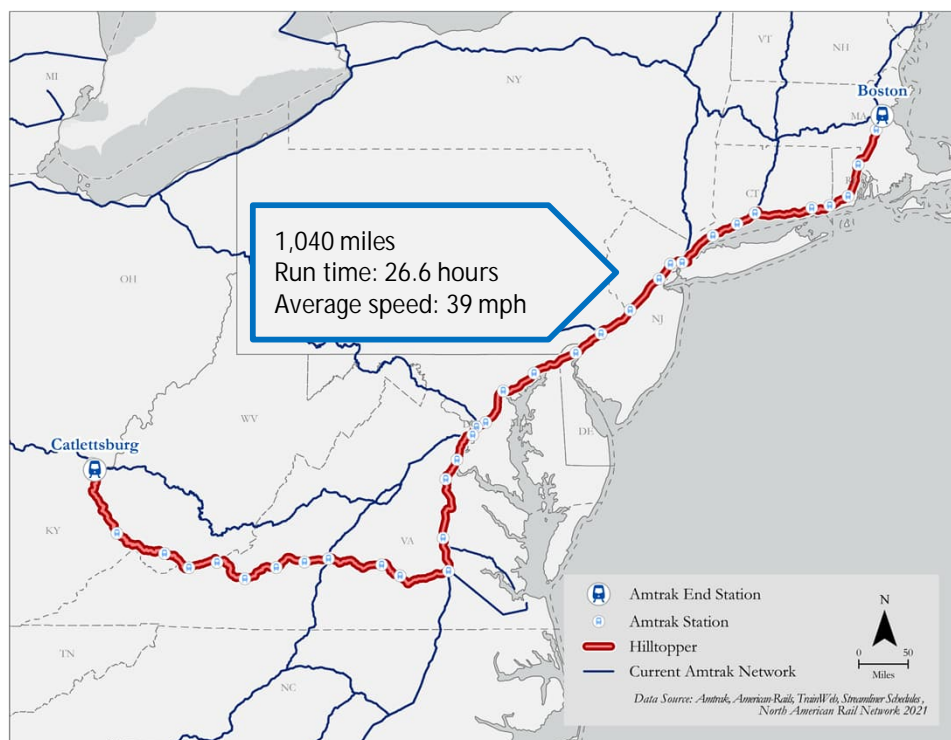 VT
NH
MI
NY
Boston
MA
CT
1,040 miles
Run time: 26.6 hours
Average speed: 39 mph
OH
NJ
WV
DE
Catlettsburg
KY
VA
TN
NC
Amtrak End Station
Amtrak Station
Hilltopper
Current Amtrak Network
N
0 50
Miles
Data Source: Amtrak, American-Rails, TrainWeb, Streamliner Schedules,
North American Rail Network 2021